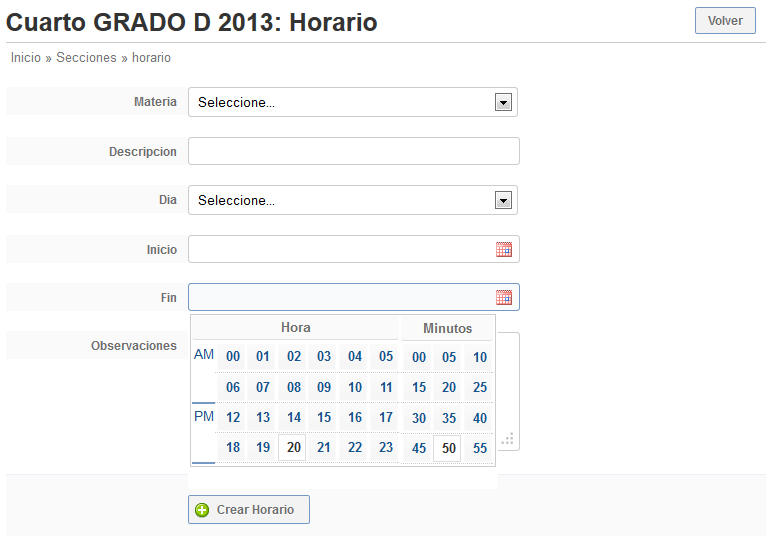 Cuarto GRADO D 2013: Horario
Volver
Inicio » Secciones » horario
Materia Seleccione...
Descripcion
Dia Seleccione...
Inicio
Fin
Observaciones
Hora Minutos
AM 00 01 02 03 04 05 00 05 10
06 07 08 09 10 11 15 20 25
PM 12 13 14 15 16 17 30 35 40
18 19 20 21 22 23 45 50 55
Crear Horario